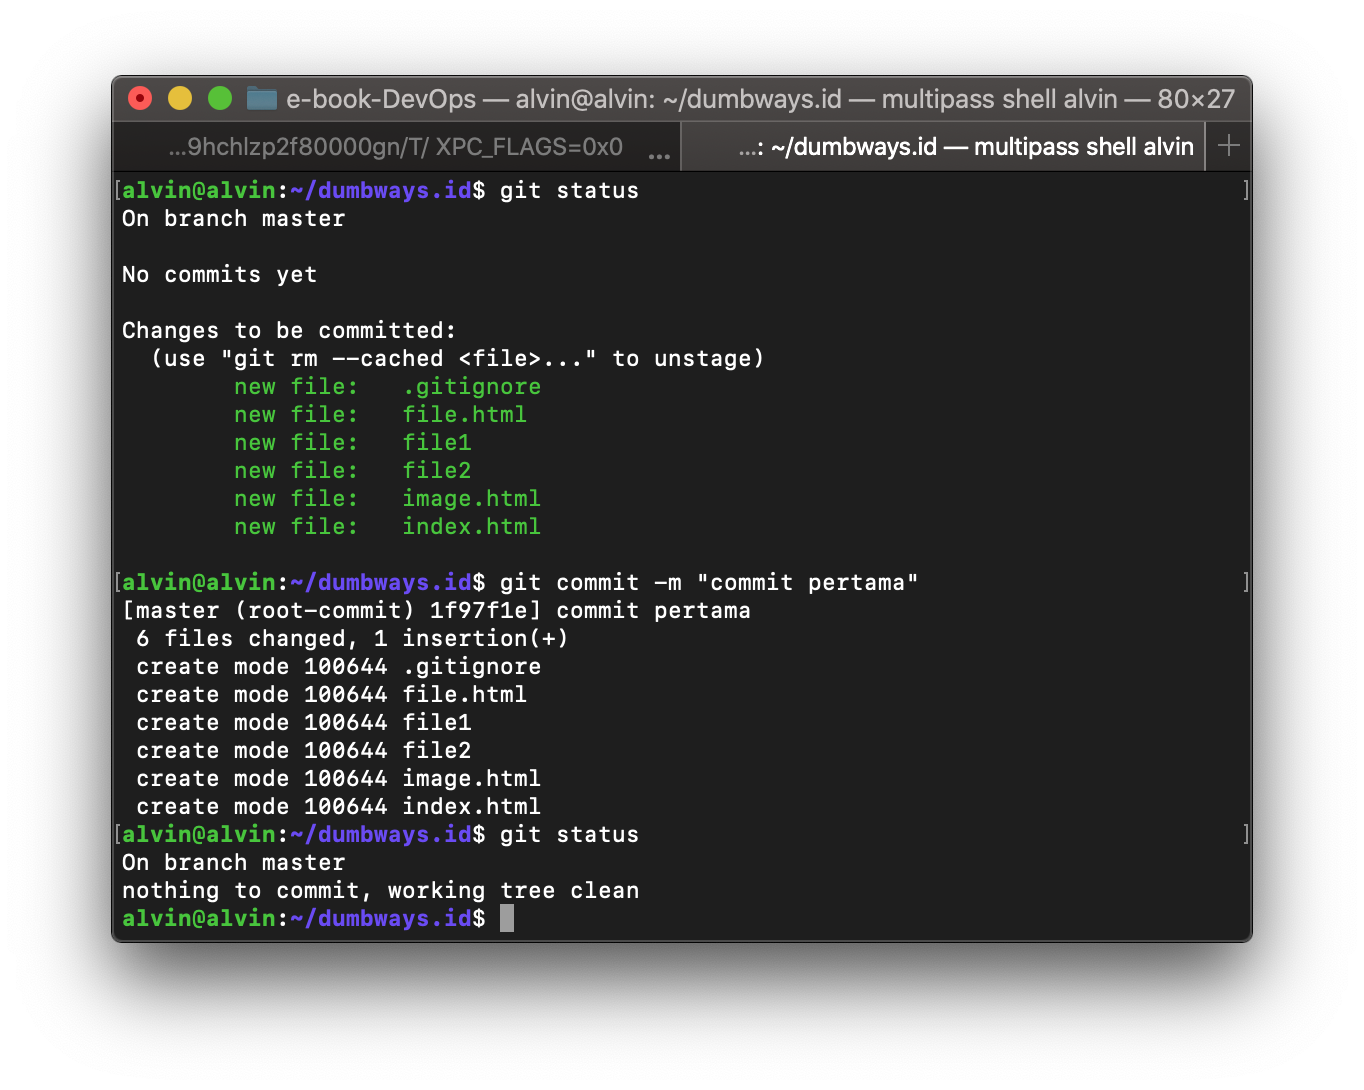 e-book-DevOps — alvin@alvin: ~/dumbways.id — multipass shell alvin — 80×27
...9hchlzp2f80000gn/T/ XPC_FLAGS=0x0 ...
...: ~/dumbways.id — multipass shell alvin +
[alvin@alvin:~/dumbways.id$ git status ]
On branch master
No commits yet
Changes to be committed:
  (use "git rm --cached <file>..." to unstage)
        new file:   .gitignore
        new file:   file.html
        new file:   file1
        new file:   file2
        new file:   image.html
        new file:   index.html
[alvin@alvin:~/dumbways.id$ git commit -m "commit pertama" ]
[master (root-commit) 1f97f1e] commit pertama
 6 files changed, 1 insertion(+)
 create mode 100644 .gitignore
 create mode 100644 file.html
 create mode 100644 file1
 create mode 100644 file2
 create mode 100644 image.html
 create mode 100644 index.html
[alvin@alvin:~/dumbways.id$ git status ]
On branch master
nothing to commit, working tree clean
alvin@alvin:~/dumbways.id$